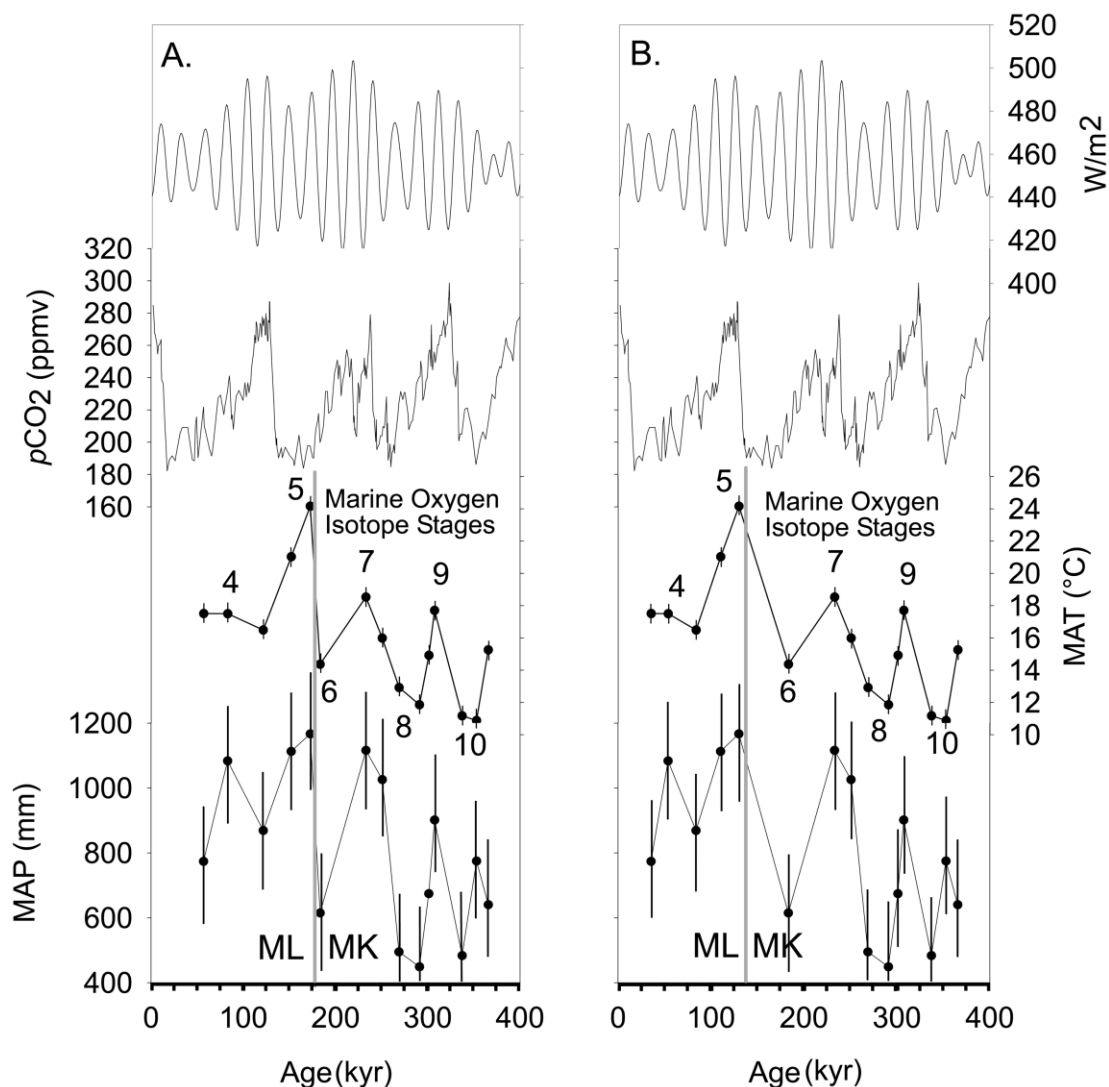 A.
B.
520
500
480
460
440
420
400
W/m2
320
300
280
260
240
220
200
180
160
pCO2 (ppmv)
5
Marine Oxygen
Isotope Stages
4
7
9
6
8
10
5
Marine Oxygen
Isotope Stages
4
7
9
6
8
10
26
24
22
20
18
16
14
12
10
MAT (°C)
1200
1000
800
600
400
MAP (mm)
ML MK
ML MK
0 100 200 300 400
0 100 200 300 400
Age (kyr)
Age (kyr)